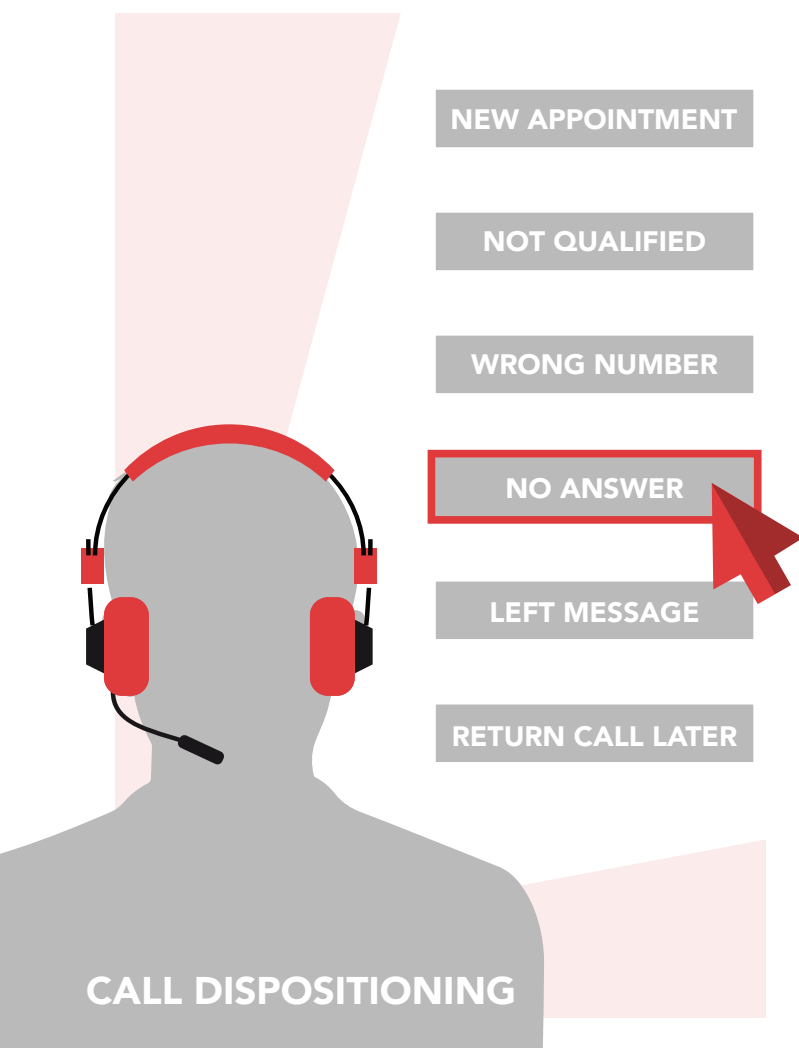 NEW APPOINTMENT
NOT QUALIFIED
WRONG NUMBER
NO ANSWER
LEFT MESSAGE
RETURN CALL LATER
CALL DISPOSITIONING